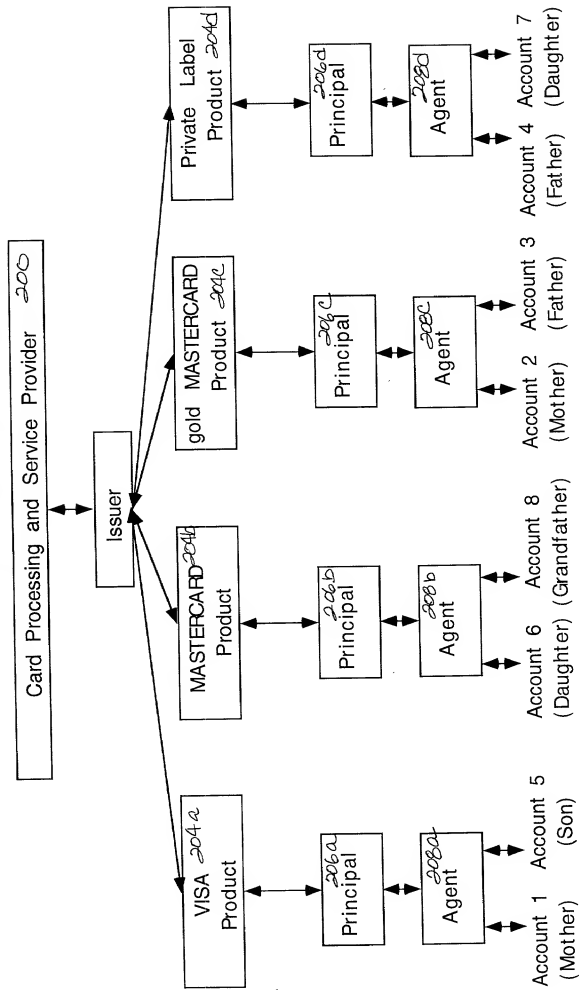 Card Processing and Service Provider 200
Issuer
VISA 204a
Product
MASTERCARD 204b
Product
gold MASTERCARD
Product 204c
Private Label
Product 204d
206a
Principal
206b
Principal
206c
Principal
206d
Principal
208a
Agent
208b
Agent
208c
Agent
208d
Agent
Account 1
(Mother)
Account 5
(Son)
Account 6
(Daughter)
Account 8
(Grandfather)
Account 2
(Mother)
Account 3
(Father)
Account 4
(Father)
Account 7
(Daughter)